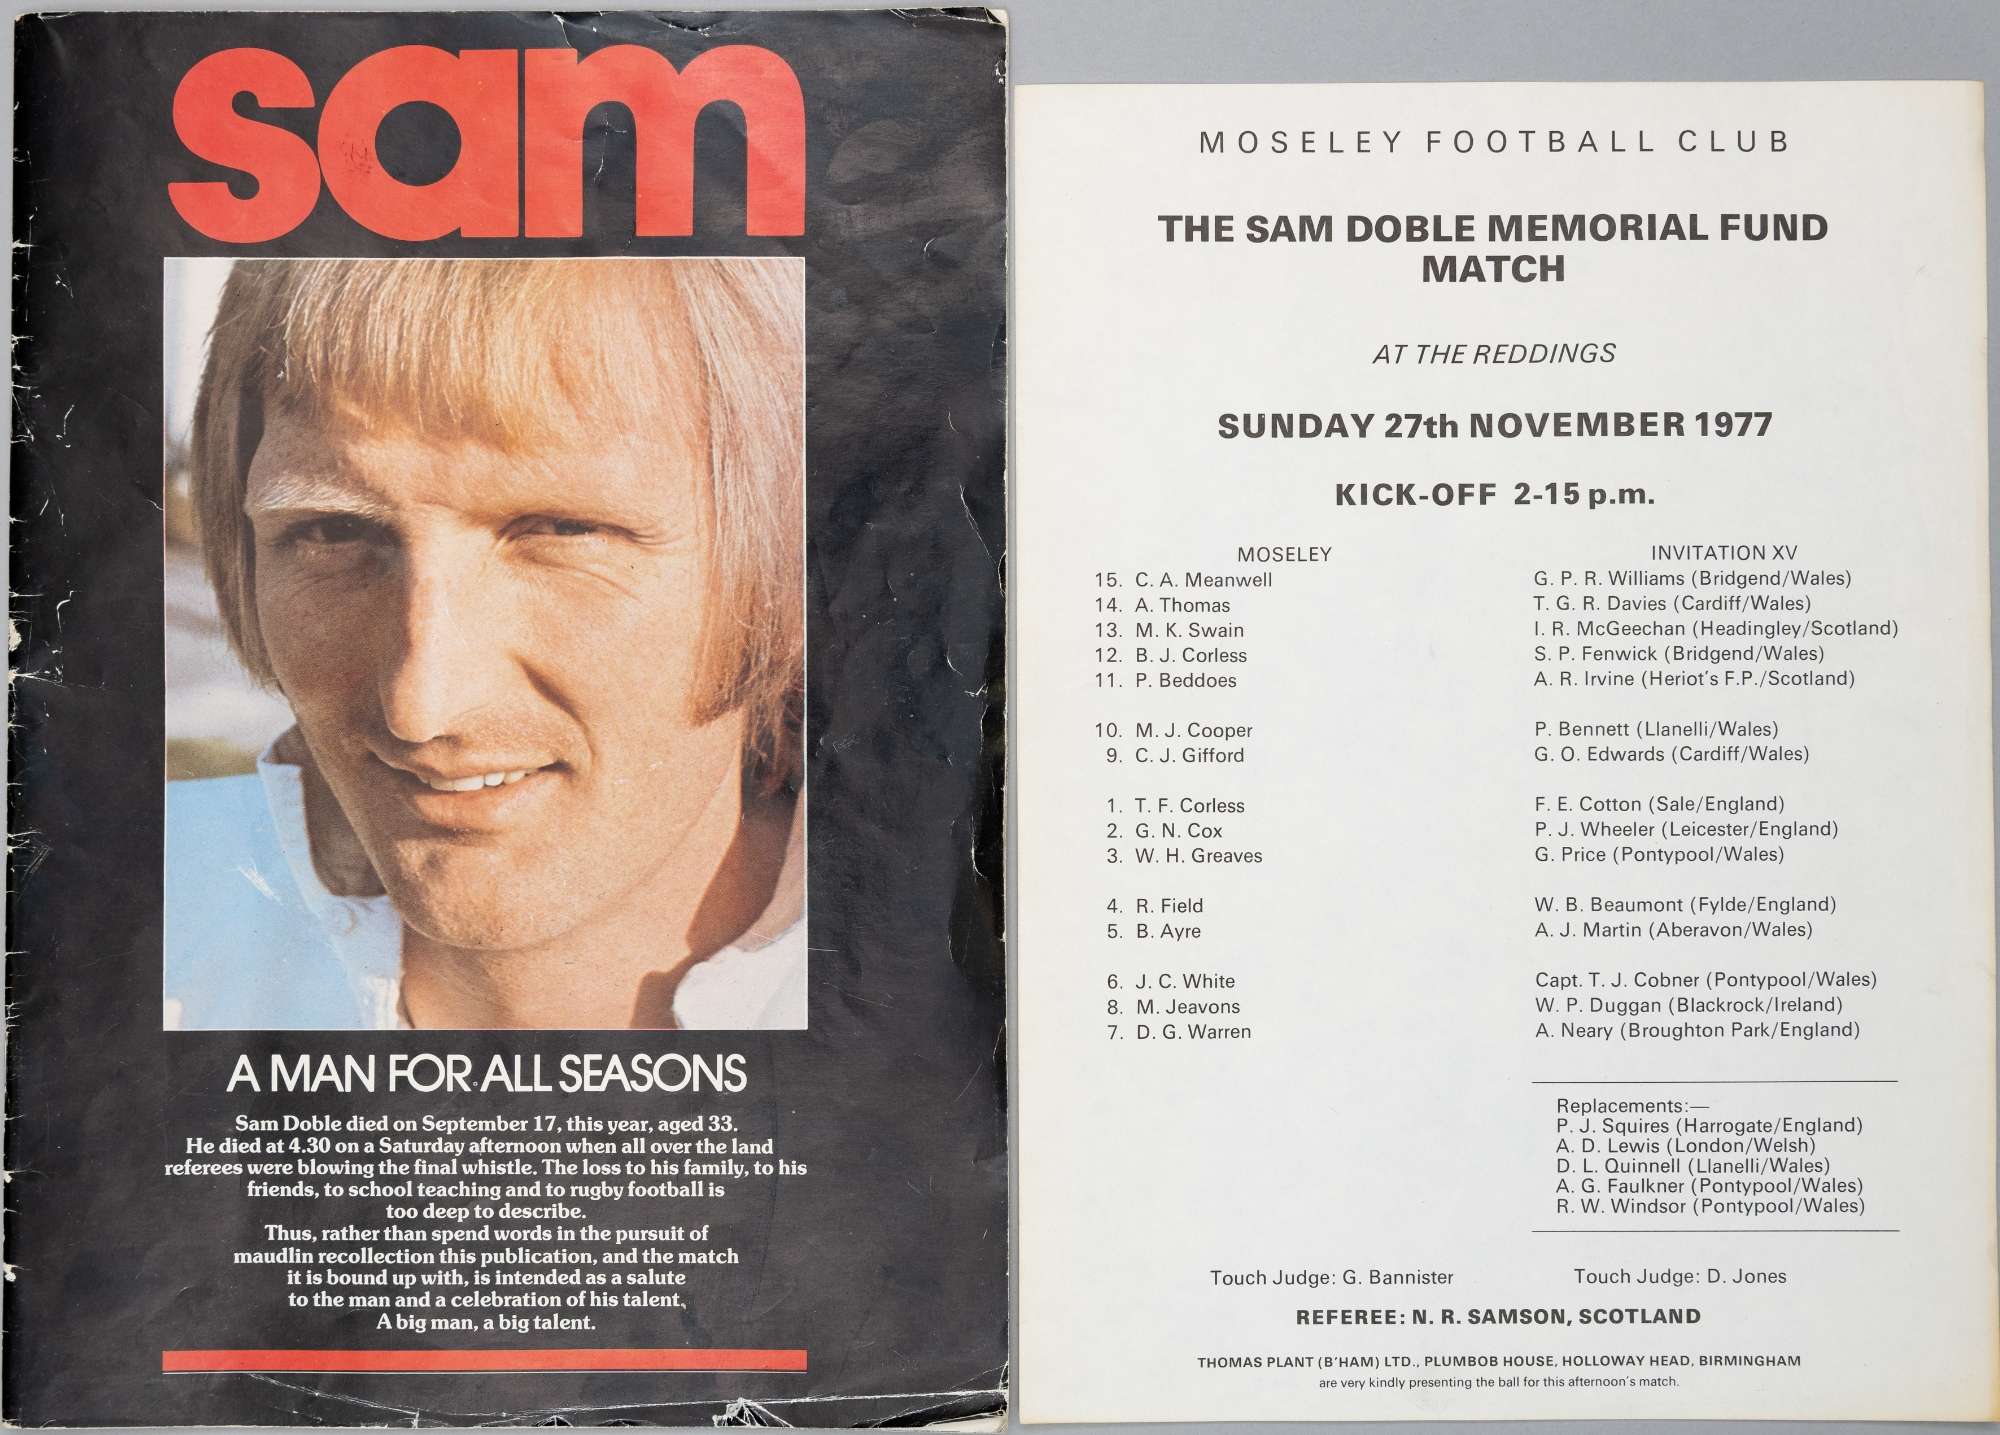 sam
A MAN FOR ALL SEASONS
Sam Doble died on September 17, this year, aged 33.
He died at 4.30 on a Saturday afternoon when all over the land
referees were blowing the final whistle. The loss to his family, to his
friends, to school teaching and to rugby football is
too deep to describe.
Thus, rather than spend words in the pursuit of
maudlin recollection this publication, and the match
it is bound up with, is intended as a salute
to the man and a celebration of his talent.
A big man, a big talent.
MOSELEY FOOTBALL CLUB
THE SAM DOBLE MEMORIAL FUND
MATCH
AT THE REDDINGS
SUNDAY 27th NOVEMBER 1977
KICK-OFF 2-15 p.m.
MOSELEY INVITATION XV
15. C. A. Meanwell G. P. R. Williams (Bridgend/Wales)
14. A. Thomas T. G. R. Davies (Cardiff/Wales)
13. M. K. Swain I. R. McGeechan (Headingley/Scotland)
12. B. J. Corless S. P. Fenwick (Bridgend/Wales)
11. P. Beddoes A. R. Irvine (Heriot's F.P./Scotland)
10. M. J. Cooper P. Bennett (Llanelli/Wales)
9. C. J. Gifford G. O. Edwards (Cardiff/Wales)
1. T. F. Corless F. E. Cotton (Sale/England)
2. G. N. Cox P. J. Wheeler (Leicester/England)
3. W. H. Greaves G. Price (Pontypool/Wales)
4. R. Field W. B. Beaumont (Fylde/England)
5. B. Ayre A. J. Martin (Aberavon/Wales)
6. J. C. White Capt. T. J. Cobner (Pontypool/Wales)
8. M. Jeavons W. P. Duggan (Blackrock/Ireland)
7. D. G. Warren A. Neary (Broughton Park/England)
Replacements:—
P. J. Squires (Harrogate/England)
A. D. Lewis (London/Welsh)
D. L. Quinnell (Llanelli/Wales)
A. G. Faulkner (Pontypool/Wales)
R. W. Windsor (Pontypool/Wales)
Touch Judge: G. Bannister Touch Judge: D. Jones
REFEREE: N. R. SAMSON, SCOTLAND
THOMAS PLANT (B'HAM) LTD., PLUMBOB HOUSE, HOLLOWAY HEAD, BIRMINGHAM
are very kindly presenting the ball for this afternoon's match.